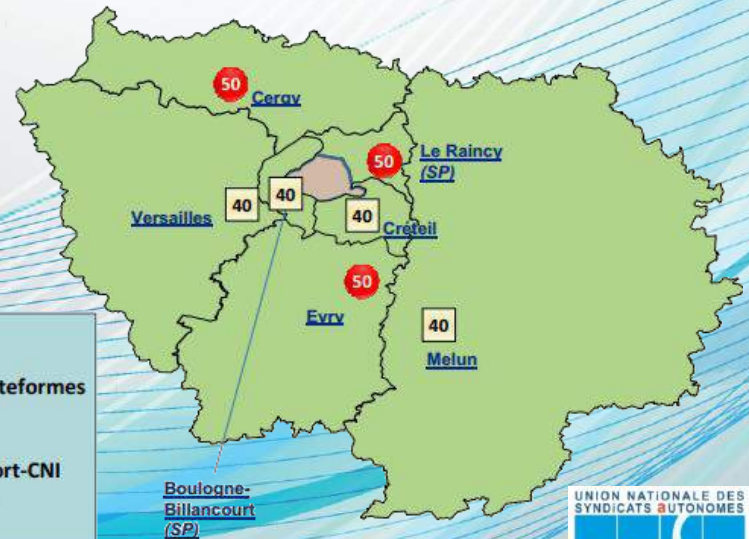 50
Cergy
50
Le Raincy
(SP)
Versailles
40
40
40
Créteil
50
Evry
40
Melun
teformes
ort-CNI
Boulogne-
Billancourt
(SP)
UNION NATIONALE DES
SYNDICATS aUTONOMES